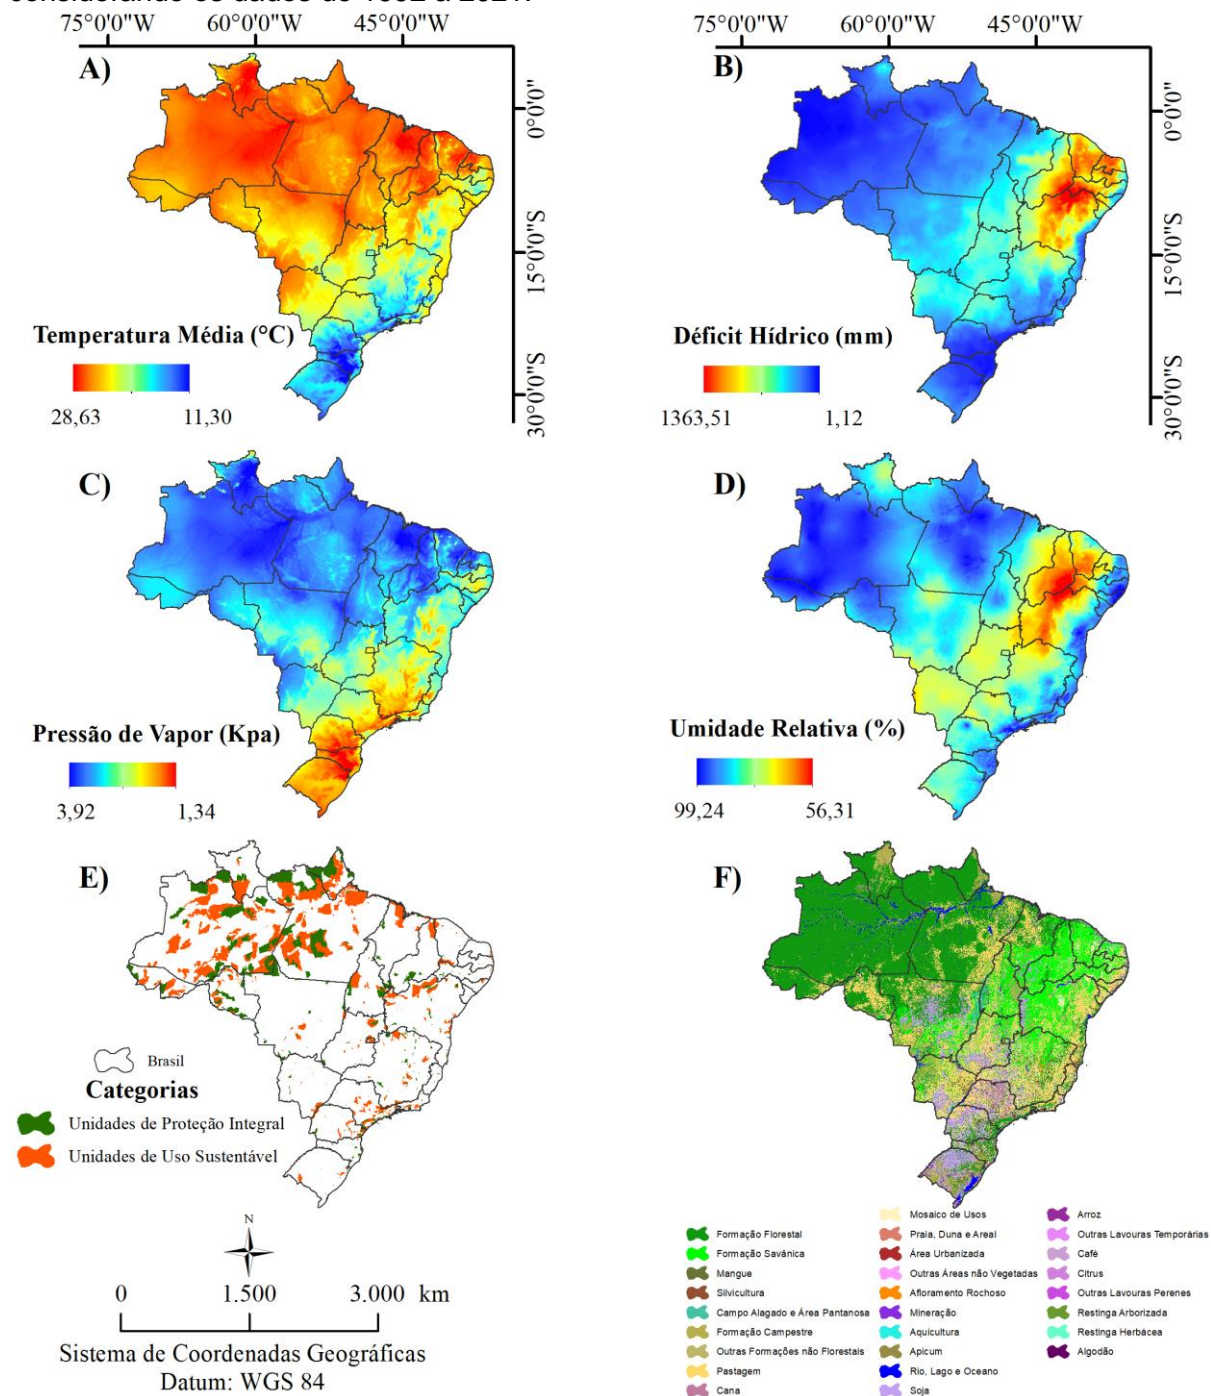 considerando os dados de 1992 a 2021.
75°0'0"W 60°0'0"W 45°0'0"W
75°0'0"W 60°0'0"W 45°0'0"W
A)
B)
0°0'0"
15°0'0"S
30°0'0"S
0°0'0"
15°0'0"S
30°0'0"S
Temperatura Média (°C)
28,63 11,30
Déficit Hídrico (mm)
1363,51 1,12
C)
D)
Pressão de Vapor (Kpa)
3,92 1,34
Umidade Relativa (%)
99,24 56,31
E)
F)
Brasil
Categorias
Unidades de Proteção Integral
Unidades de Uso Sustentável
N
0 1.500 3.000 km
Sistema de Coordenadas Geográficas
Datum: WGS 84
Formação Florestal
Formação Savânica
Mangue
Silvicultura
Campo Alagado e Área Pantanosa
Formação Campestre
Outras Formações não Florestais
Pastagem
Cana
Mosaico de Usos
Praia, Duna e Areal
Área Urbanizada
Outras Áreas não Vegetadas
Afloramento Rochoso
Mineração
Aquicultura
Apicum
Rio, Lago e Oceano
Soja
Arroz
Outras Lavouras Temporárias
Café
Citrus
Outras Lavouras Perenes
Restinga Arborizada
Restinga Herbácea
Algodão